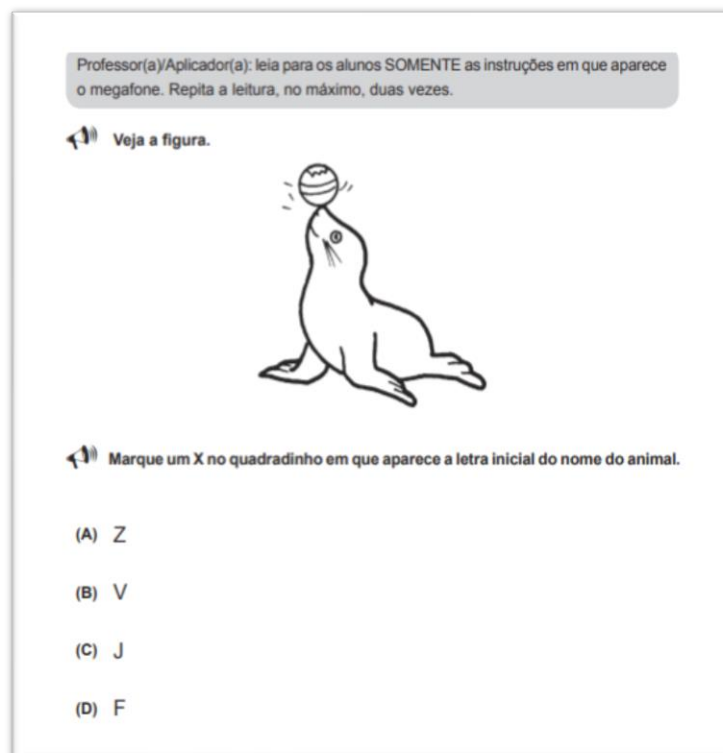 Professor(a)/Aplicador(a): leia para os alunos SOMENTE as instruções em que aparece
o megafone. Repita a leitura, no máximo, duas vezes.
Veja a figura.
Marque um X no quadradinho em que aparece a letra inicial do nome do animal.
(A) Z
(B) V
(C) J
(D) F